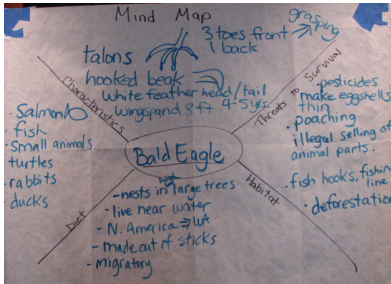 Mind Map
grasping
3 toes front
1 back
talons
hooked beak
White feather head/tail
4-5 yrs.
Wingspand 8 ft
Characteristics
Threats to Survival
· pesticides
make eggshells
thin
· poaching
· illegal selling of
animal parts.
· fish hooks, fishing
line
· deforestation
· Salmon
· fish
· Small animals
turtles
· rabbits
· ducks
Bald Eagle
Diet
Habitat
- nests in large trees
- live near water
- N. America → WA
- made out of sticks
- migratory